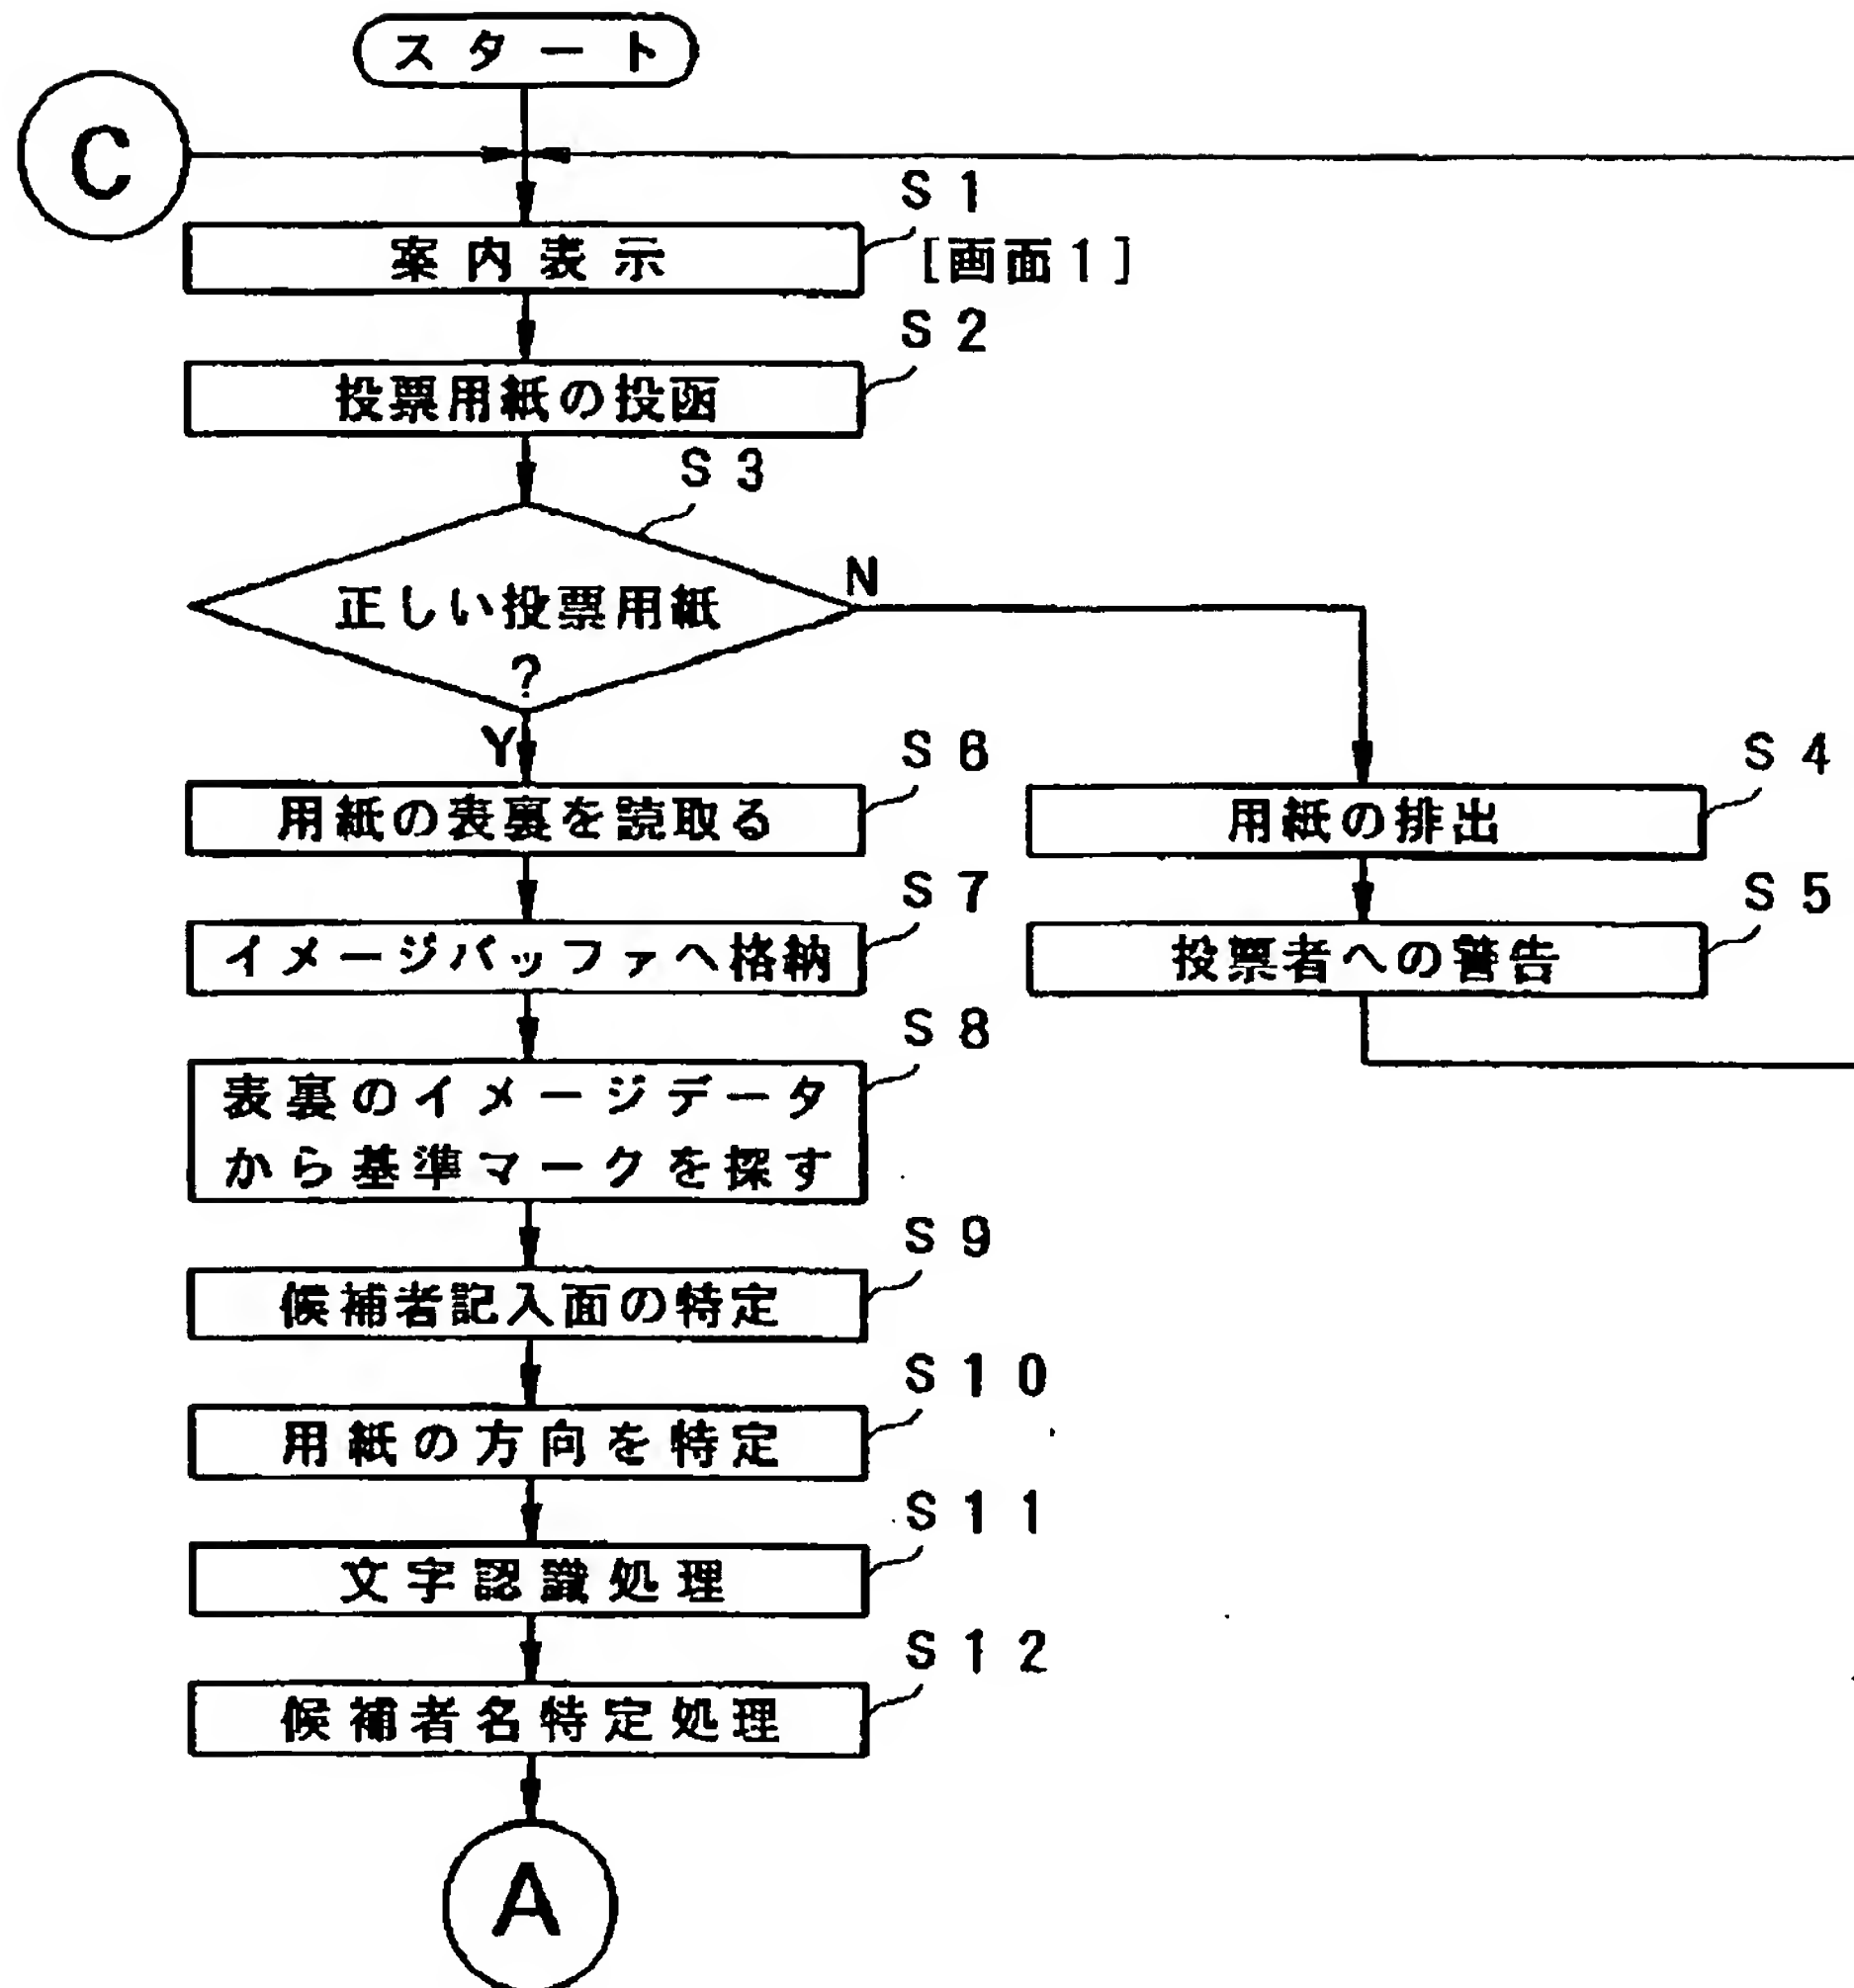 スタート
C
S1
案内表示
[画面1]
S2
投票用紙の投函
S3
正しい投票用紙
?
N
Y
S6
用紙の表裏を読取る
S4
用紙の排出
S7
イメージバッファへ格納
S5
投票者への警告
S8
表裏のイメージデータ
から基準マークを探す
S9
候補者記入面の特定
S10
用紙の方向を特定
S11
文字認識処理
S12
候補者名特定処理
A